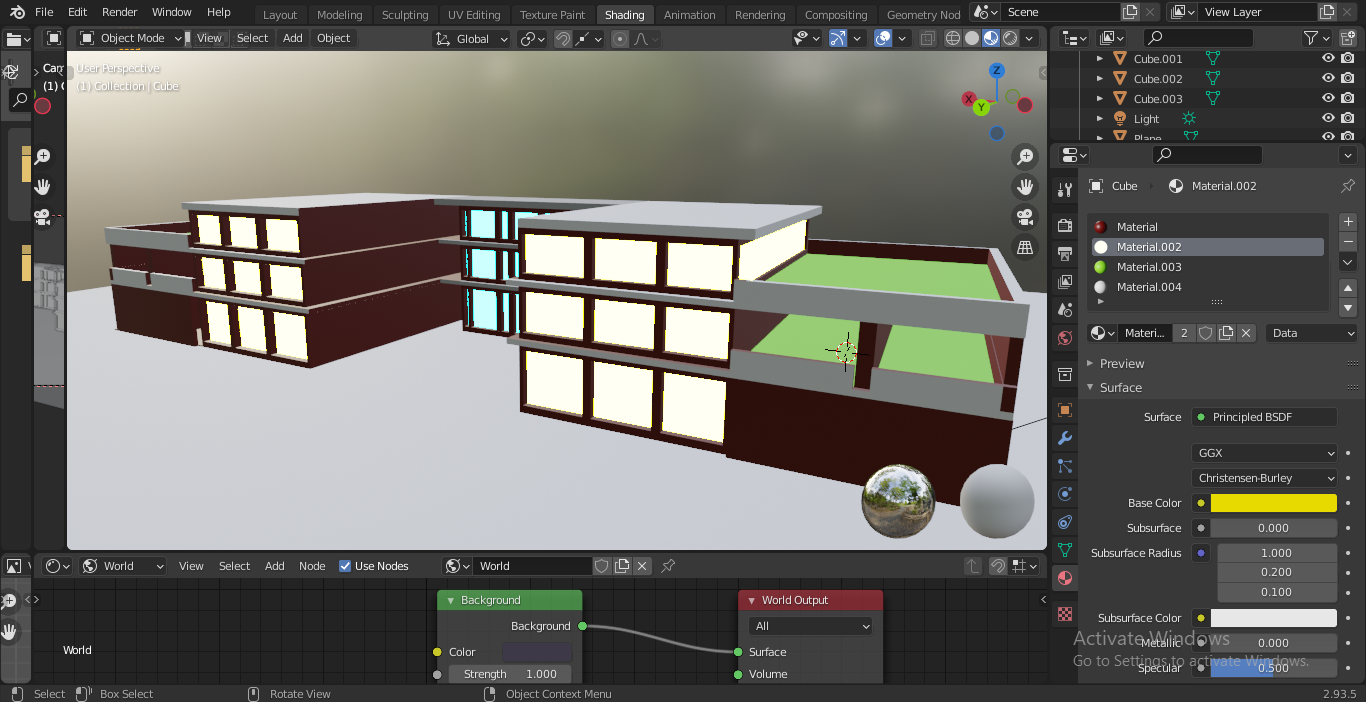 File Edit Render Window Help Layout Modeling Sculpting UV Editing Texture Paint Shading Animation Rendering Compositing Geometry Nod Scene View Layer
Object Mode View Select Add Object Global
Cam
(1) (
User Perspective
(1) Collection | Cube
Z
X
Y
Cube.001
Cube.002
Cube.003
Light
Plane
Cube Material.002
Material
Material.002
Material.003
Material.004
Materi... 2 Data
Preview
Surface
Surface Principled BSDF
GGX
Christensen-Burley
Base Color
Subsurface 0.000
Subsurface Radius 1.000
0.200
0.100
Subsurface Color
Metallic 0.000
Specular 0.500
Activate Windows
Go to Settings to activate Windows.
World View Select Add Node Use Nodes World
Background
Background
Color
Strength 1.000
World Output
All
Surface
Volume
World
Select Box Select Rotate View Object Context Menu 2.93.5